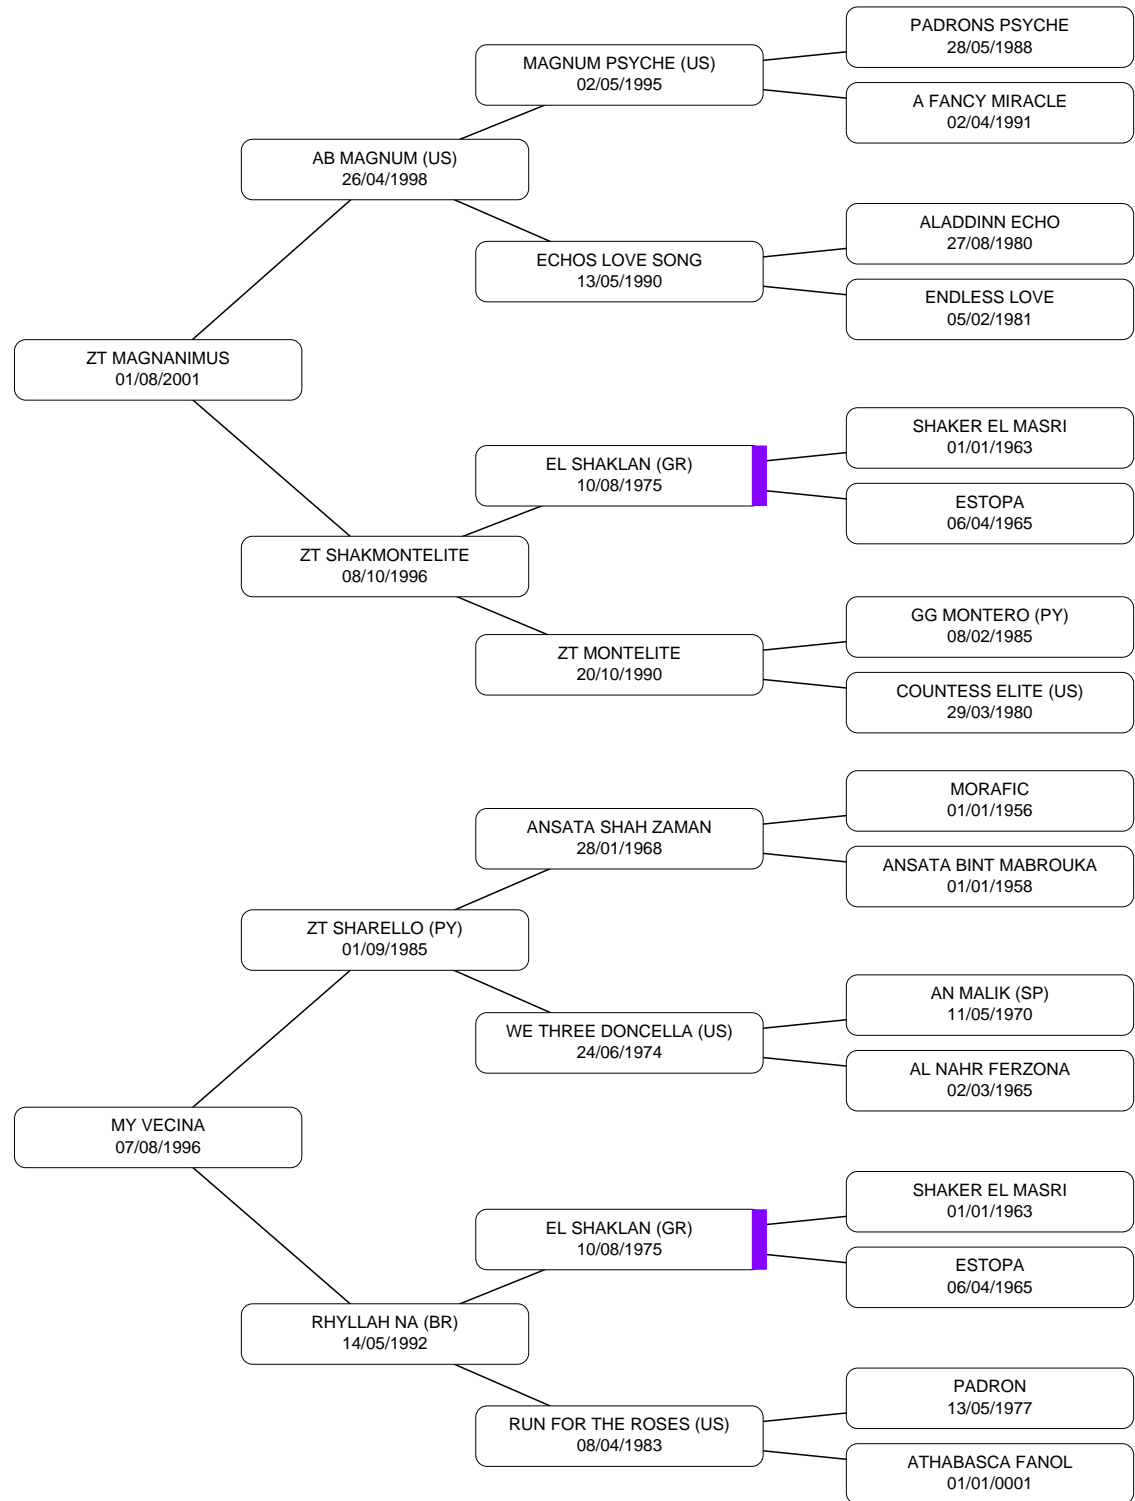 PADRONS PSYCHE
28/05/1988
MAGNUM PSYCHE (US)
02/05/1995
A FANCY MIRACLE
02/04/1991
AB MAGNUM (US)
26/04/1998
ALADDINN ECHO
27/08/1980
ECHOS LOVE SONG
13/05/1990
ENDLESS LOVE
05/02/1981
ZT MAGNANIMUS
01/08/2001
SHAKER EL MASRI
01/01/1963
EL SHAKLAN (GR)
10/08/1975
ESTOPA
06/04/1965
ZT SHAKMONTELITE
08/10/1996
GG MONTERO (PY)
08/02/1985
ZT MONTELITE
20/10/1990
COUNTESS ELITE (US)
29/03/1980
MORAFIC
01/01/1956
ANSATA SHAH ZAMAN
28/01/1968
ANSATA BINT MABROUKA
01/01/1958
ZT SHARELLO (PY)
01/09/1985
AN MALIK (SP)
11/05/1970
WE THREE DONCELLA (US)
24/06/1974
AL NAHR FERZONA
02/03/1965
MY VECINA
07/08/1996
SHAKER EL MASRI
01/01/1963
EL SHAKLAN (GR)
10/08/1975
ESTOPA
06/04/1965
RHYLLAH NA (BR)
14/05/1992
PADRON
13/05/1977
RUN FOR THE ROSES (US)
08/04/1983
ATHABASCA FANOL
01/01/0001